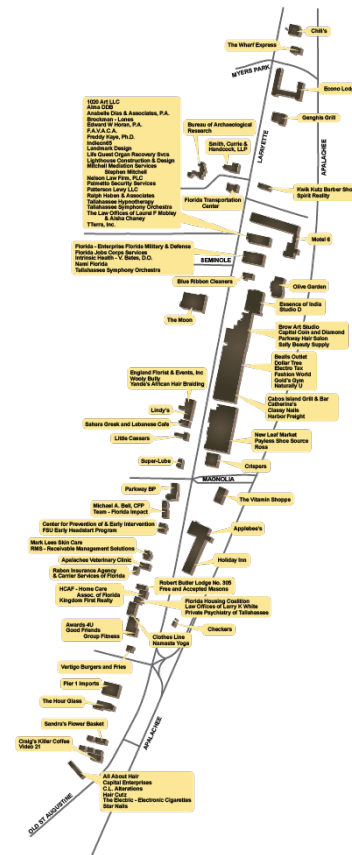 Chili's
The Wharf Express
MYERS PARK
Econo Lodge
LAFAYETTE
APALACHEE
Genghis Grill
1020 Art LLC
Alma DDB
Anabelle Dias & Associates, P.A.
Brockman - Lones
Edward W Horan, P.A.
F.A.V.A.C.A.
Kaye, Ph.D.
Landmark Design
Life Quest Organ Recovery Svcs
Lighthouse Construction & Design
Mitchell Mediation Services
Stephen Mitchell
Nelson Law Firm, PLC
Palmetto Security Services
Patterson Levy LLC
Ralph Haben & Associates
Tallahassee Hypnotherapy
Tallahassee Symphony Orchestra
The Law Offices of Laurel F Mobley
& Aisha Chaney
TTerra, Inc.
Bureau of Archaeological
Research
Smith, Currie &
Handcock, LLP
Florida Transportation
Center
Kwik Kutz Barber Shop
Spirit Reality
Motel 6
Florida - Enterprise Florida Military & Defense
Florida Jobs Corps Services
Intrinsic Health - V. Bates, D.O.
Nami Florida
Tallahassee Symphony Orchestra
SEMINOLE
Blue Ribbon Cleaners
Olive Garden
The Moon
Essence of India
Studio D
Brow Art Studio
Capital Coin and Diamond
Parkway Hair Salon
Sally Beauty Supply
Bealls Outlet
Dollar Tree
Electro Tax
Fashion World
Gold's Gym
Naturally U
England Florist & Events, Inc
Wooly Bully
Yende's African Hair Braiding
Cabos Island Grill & Bar
Catherine's
Classy Nails
Harbor Freight
Lindy's
Sahara Greek and Lebanese Cafe
Little Caesars
New Leaf Market
Payless Shoe Source
Ross
Super-Lube
Crispers
MAGNOLIA
Parkway BP
The Vitamin Shoppe
Michael A. Bell, CFP
Team - Florida Impact
Center for Prevention of & Early Intervention
FSU Early Headstart Program
Applebee's
Mark Lees Skin Care
RMS - Receivable Management Solutions
Apalachee Veterinary Clinic
Holiday Inn
Rabon Insurance Agency
& Carrier Services of Florida
Robert Butler Lodge No. 305
Free and Accepted Masons
HCAF - Home Care
Assoc. of Florida
Kingdom First Realty
Florida Housing Coalition
Law Offices of Larry K White
Private Psychiatry of Tallahassee
Awards 4U
Good Friends
Group Fitness
Checkers
Clothes Line
Namaste Yoga
Vertigo Burgers and Fries
Pier 1 Imports
The Hour Glass
APALACHEE
Sandra's Flower Basket
Craig's Killer Coffee
Video 21
All About Hair
Capital Enterprises
C.L. Alterations
Hair Cutz
The Electric - Electronic Cigarettes
Star Nails
OLD ST AUGUSTINE